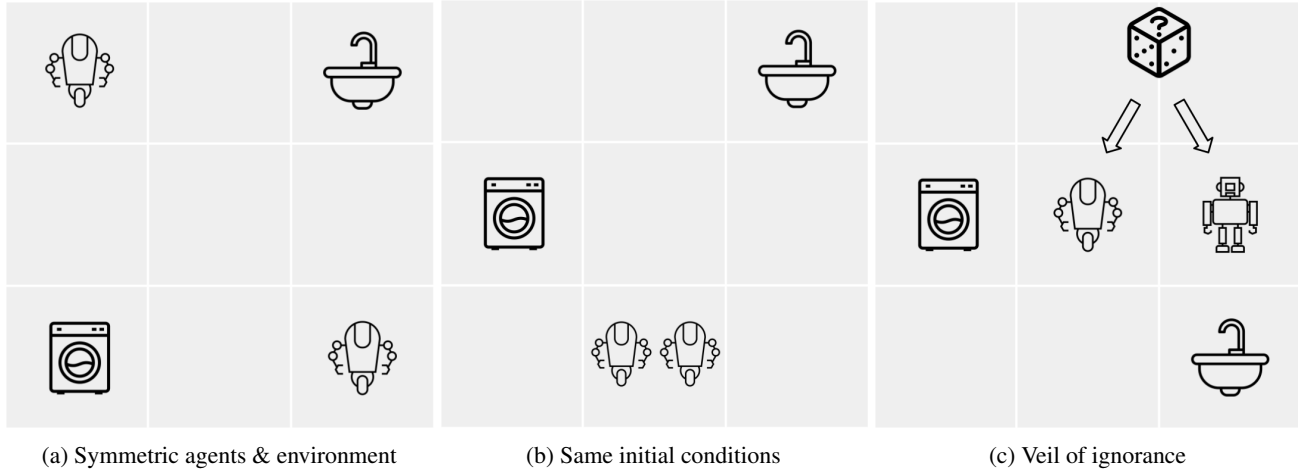 ?
(a) Symmetric agents & environment
(b) Same initial conditions
(c) Veil of ignorance